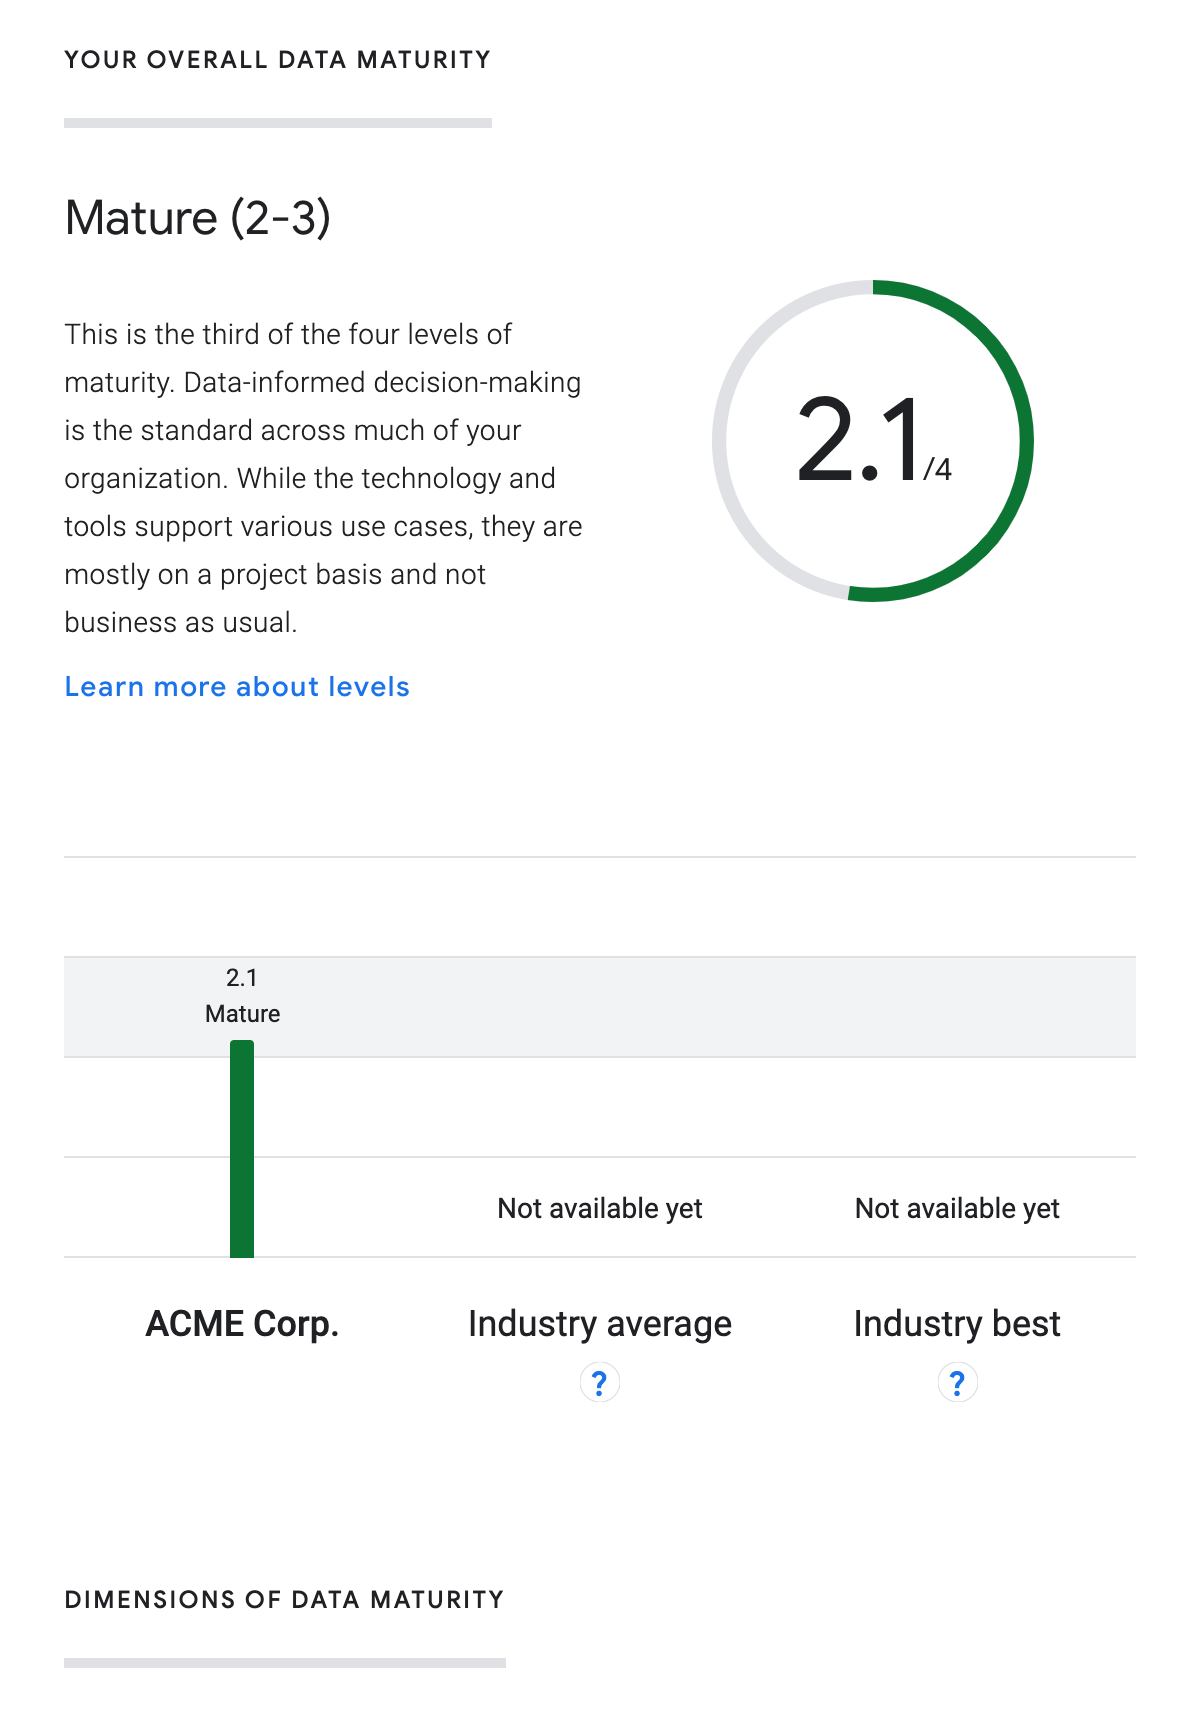 YOUR OVERALL DATA MATURITY
Mature (2-3)
This is the third of the four levels of
maturity. Data-informed decision-making
is the standard across much of your
organization. While the technology and
tools support various use cases, they are
mostly on a project basis and not
business as usual.
Learn more about levels
2.1/4
2.1
Mature
Not available yet
Not available yet
ACME Corp.
Industry average
?
Industry best
?
DIMENSIONS OF DATA MATURITY